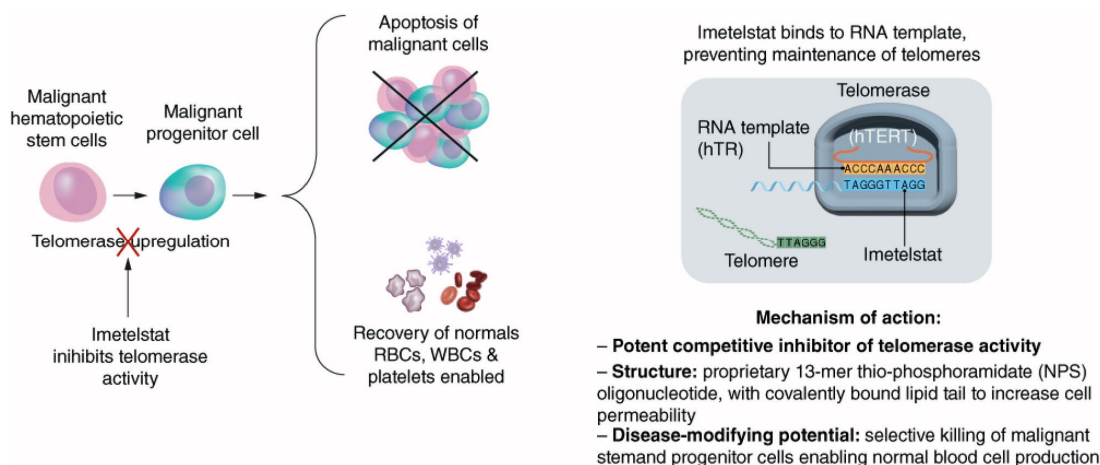 Apoptosis of
malignant cells
Malignant
hematopoietic
stem cells
Malignant
progenitor cell
Telomerase upregulation
Imetelstat
inihibits telomerase
activity
Recovery of normals
RBCs, WBCs &
platelets enabled
Imetelstat binds to RNA template,
preventing maintenance of telomeres
Telomerase
RNA template
(hTR)
(hTERT)
ACCCAAACCC
TAGGGTTAGG
TTAGGG
Telomere
Imetelstat
Mechanism of action:
– Potent competitive inhibitor of telomerase activity
– Structure: proprietary 13-mer thio-phosphoramidate (NPS)
oligonucleotide, with covalently bound lipid tail to increase cell
permeability
– Disease-modifying potential: selective killing of malignant
stemand progenitor cells enabling normal blood cell production